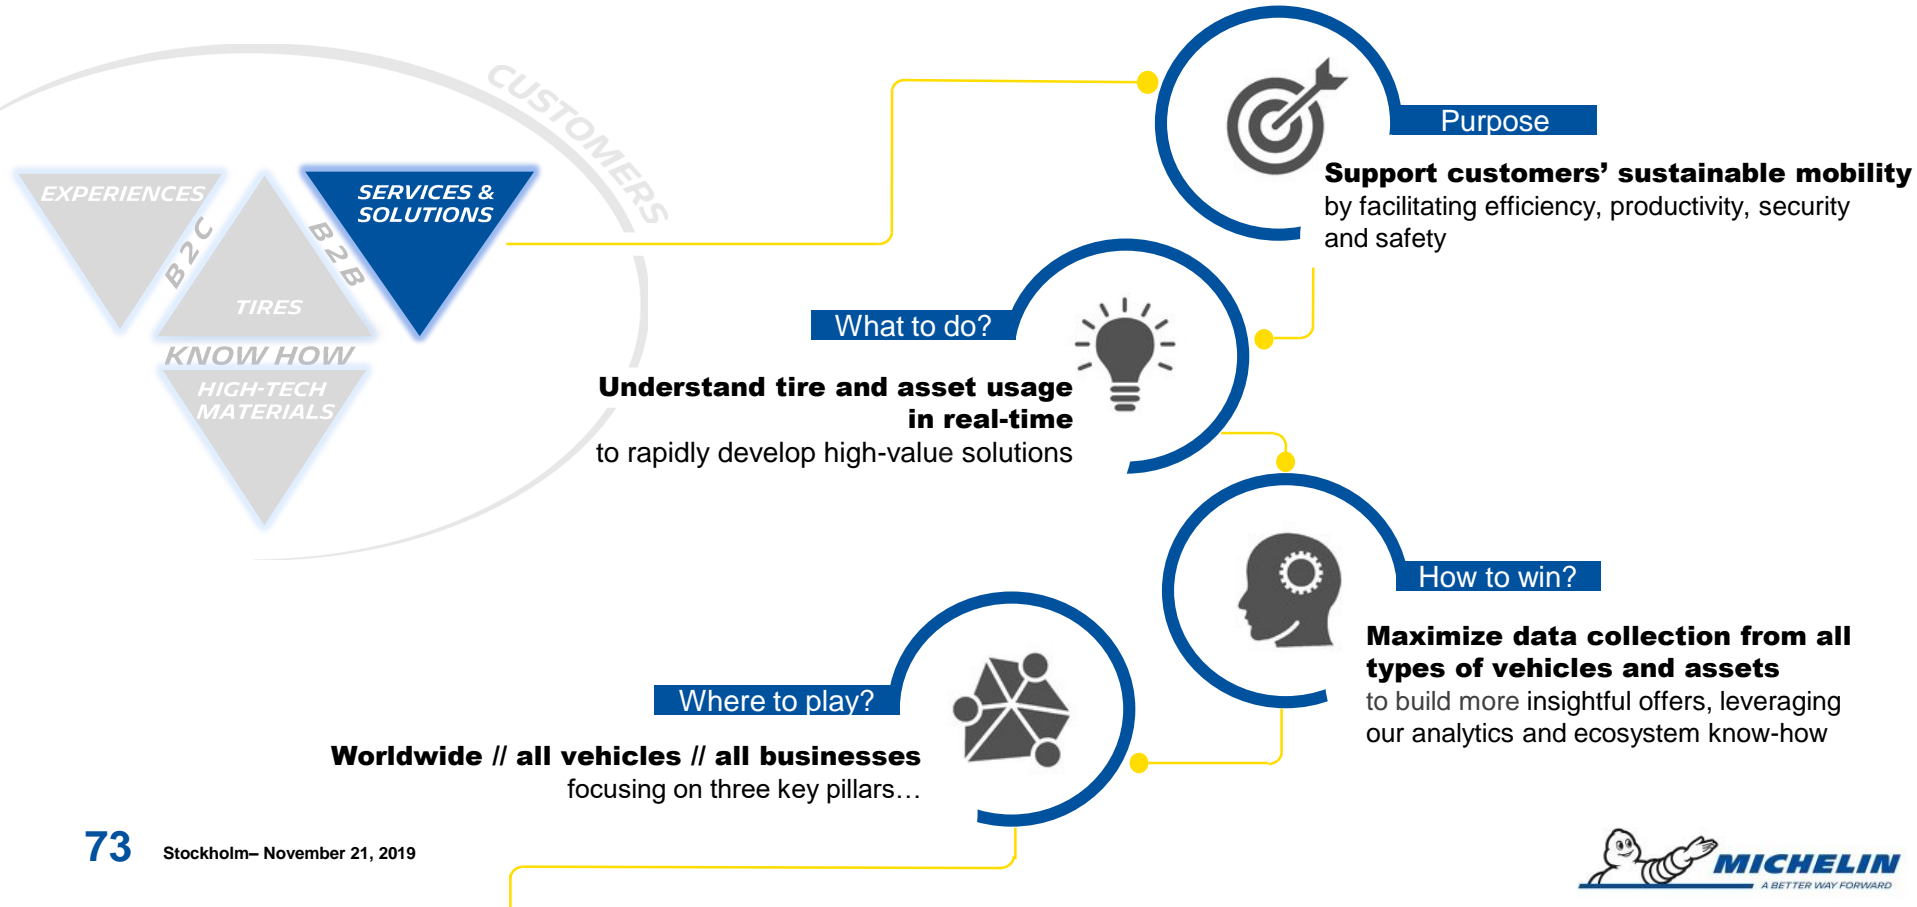 CUSTOMERS
EXPERIENCES
B2C
TIRES
B2B
SERVICES &
SOLUTIONS
KNOW HOW
HIGH-TECH
MATERIALS
Purpose
Support customers’ sustainable mobility
by facilitating efficiency, productivity, security
and safety
What to do?
Understand tire and asset usage
in real-time
to rapidly develop high-value solutions
How to win?
Maximize data collection from all
types of vehicles and assets
to build more insightful offers, leveraging
our analytics and ecosystem know-how
Where to play?
Worldwide // all vehicles // all businesses
focusing on three key pillars…
73
Stockholm– November 21, 2019
MICHELIN
A BETTER WAY FORWARD